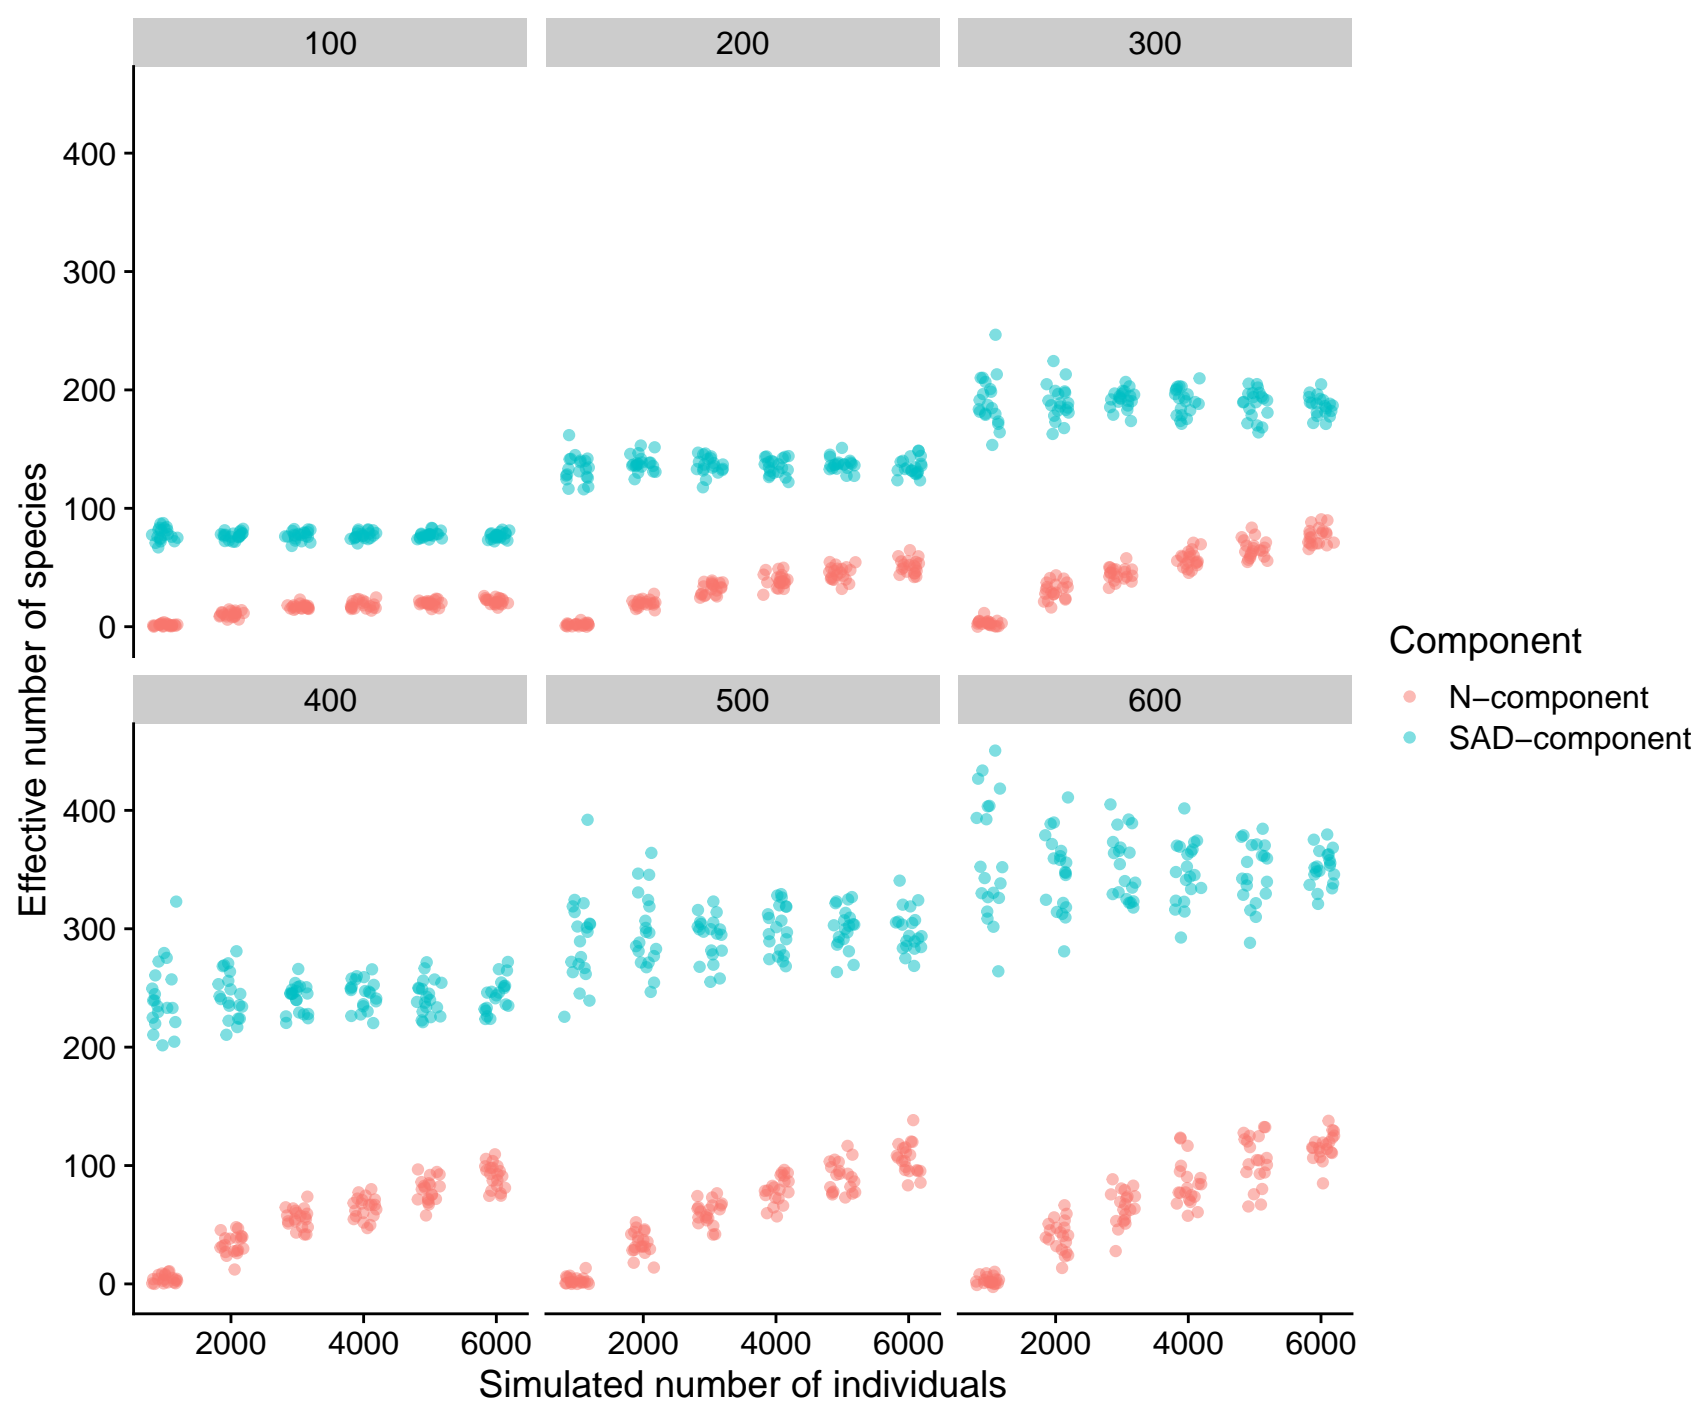 100 200 300
400
300
200
100
0
400 500 600
400
300
200
100
0
2000 4000 6000 2000 4000 6000 2000 4000 6000
Simulated number of individuals
Effective number of species
Component
N−component
SAD−component